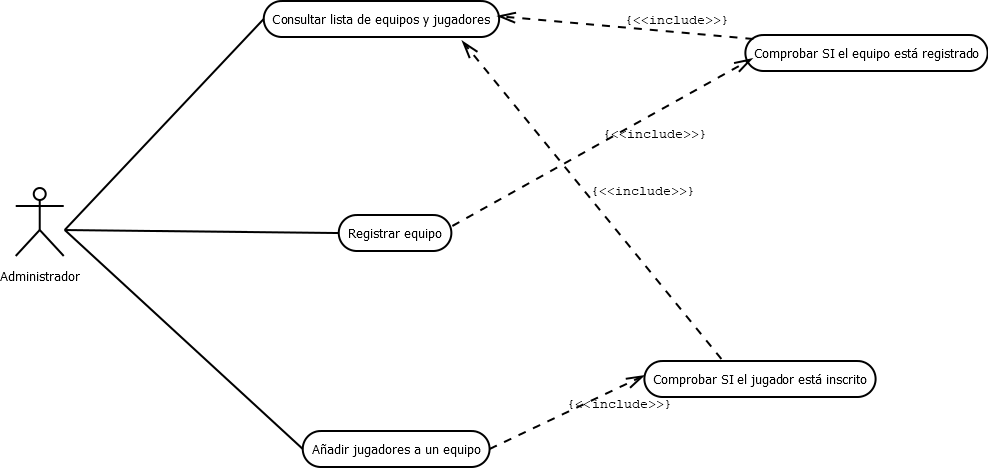 Consultar lista de equipos y jugadores
{<<include>>}
Comprobar SI el equipo está registrado
{<<include>>}
{<<include>>}
Registrar equipo
Administrador
Comprobar SI el jugador está inscrito
{<<include>>}
Añadir jugadores a un equipo